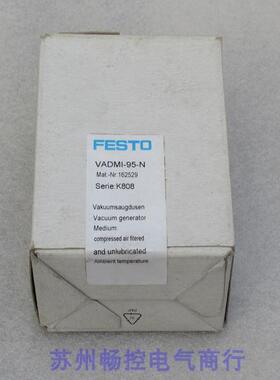 FESTO
VADMI-95-N
Mat.-Nr.162529
Serie:K808
Vakuumsaugdusen
Vacuum generator
Medium
compressed air filtered
and unlubricated
Ambient temperature
苏州畅控电气商行